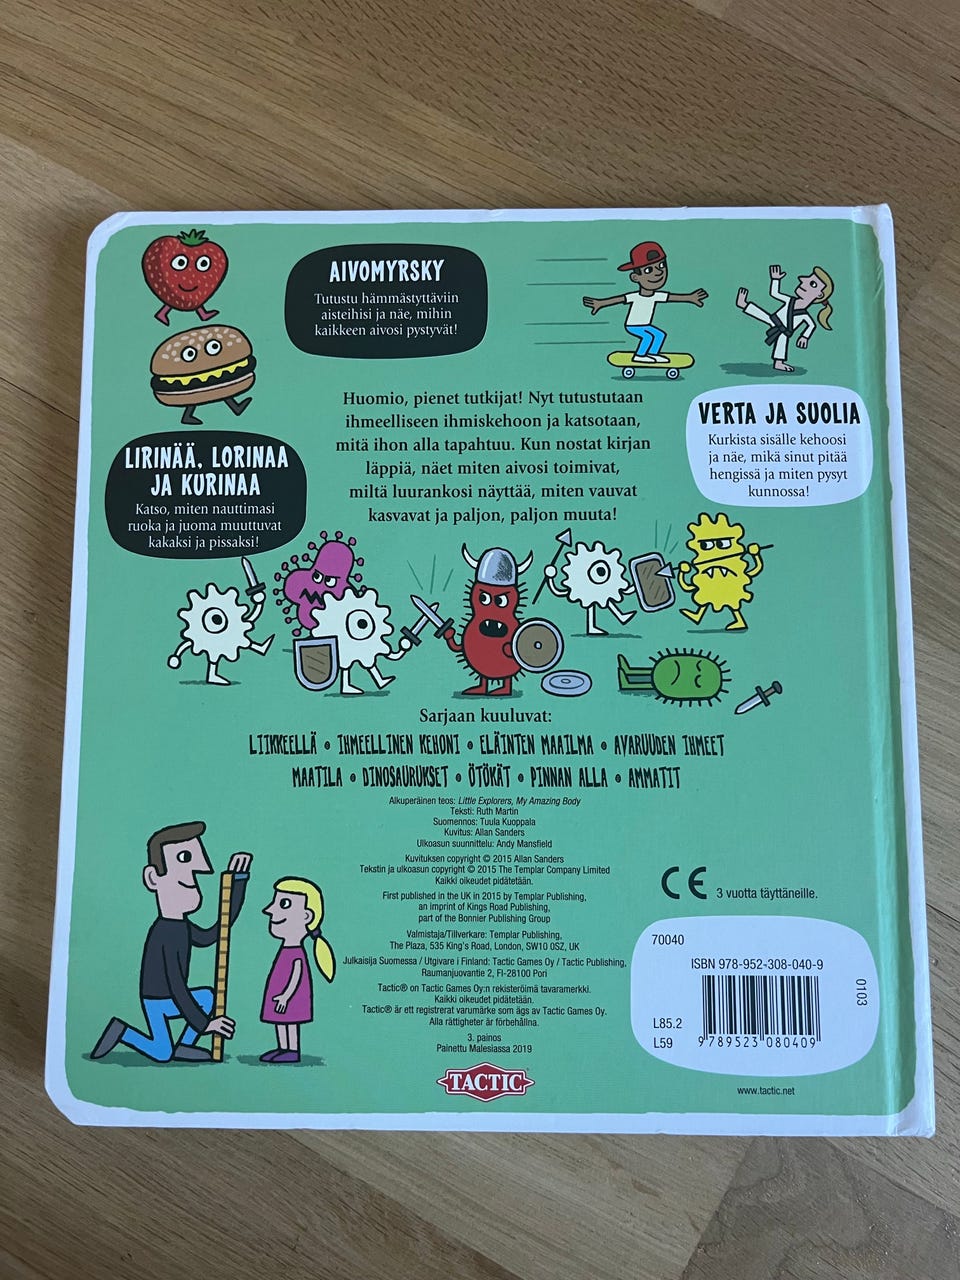 AIVOMYRSKY
Tutustu hämmästyttäviin
aisteihisi ja näe, mihin
kaikkeen aivosi pystyvät!
Huomio, pienet tutkijat! Nyt tutustutaan
ihmeelliseen ihmiskehoon ja katsotaan,
mitä ihon alla tapahtuu. Kun nostat kirjan
läppiä, näet miten aivosi toimivat,
miltä luurankosi näyttää, miten vauvat
kasvavat ja paljon, paljon muuta!
VERTA JA SUOLIA
Kurkista sisälle kehoosi
ja näe, mikä sinut pitää
hengissä ja miten pysyt
kunnossa!
LIRINÄÄ, LORINAA
JA KURINAA
Katso, miten nauttimasi
ruoka ja juoma muuttuvat
kakaksi ja pissaksi!
Sarjaan kuuluvat:
LIIKKEELLÄ • IHMEELLINEN KEHONI • ELÄINTEN MAAILMA • AVARUUDEN IHMEET
MAATILA • DINOSAURUKSET • ÖTÖKÄT • PINNAN ALLA • AMMATIT
Alkuperäinen teos: Little Explorers, My Amazing Body
Teksti: Ruth Martin
Suomennos: Tuula Kuoppala
Kuvitus: Allan Sanders
Ulkoasun suunnittelu: Andy Mansfield
Kuvituksen copyright © 2015 Allan Sanders
Tekstin ja ulkoasun copyright © 2015 The Templar Company Limited
Kaikki oikeudet pidätetään.
First published in the UK in 2015 by Templar Publishing,
an imprint of Kings Road Publishing,
part of the Bonnier Publishing Group
Valmistaja/Tillverkare: Templar Publishing,
The Plaza, 535 King's Road, London, SW10 0SZ, UK
Julkaisija Suomessa / Utgivare i Finland: Tactic Games Oy / Tactic Publishing,
Raumanjuovantie 2, FI-28100 Pori
Tactic® on Tactic Games Oy:n rekisteröimä tavaramerkki.
Kaikki oikeudet pidätetään.
Tactic® är ett registrerat varumärke som ägs av Tactic Games Oy.
Alla rättigheter är förbehållna.
3. painos
Painettu Malesiassa 2019
TACTIC®
CE 3 vuotta täyttäneille.
70040
ISBN 978-952-308-040-9
0103
L85.2
L59
9 789523 080409
www.tactic.net